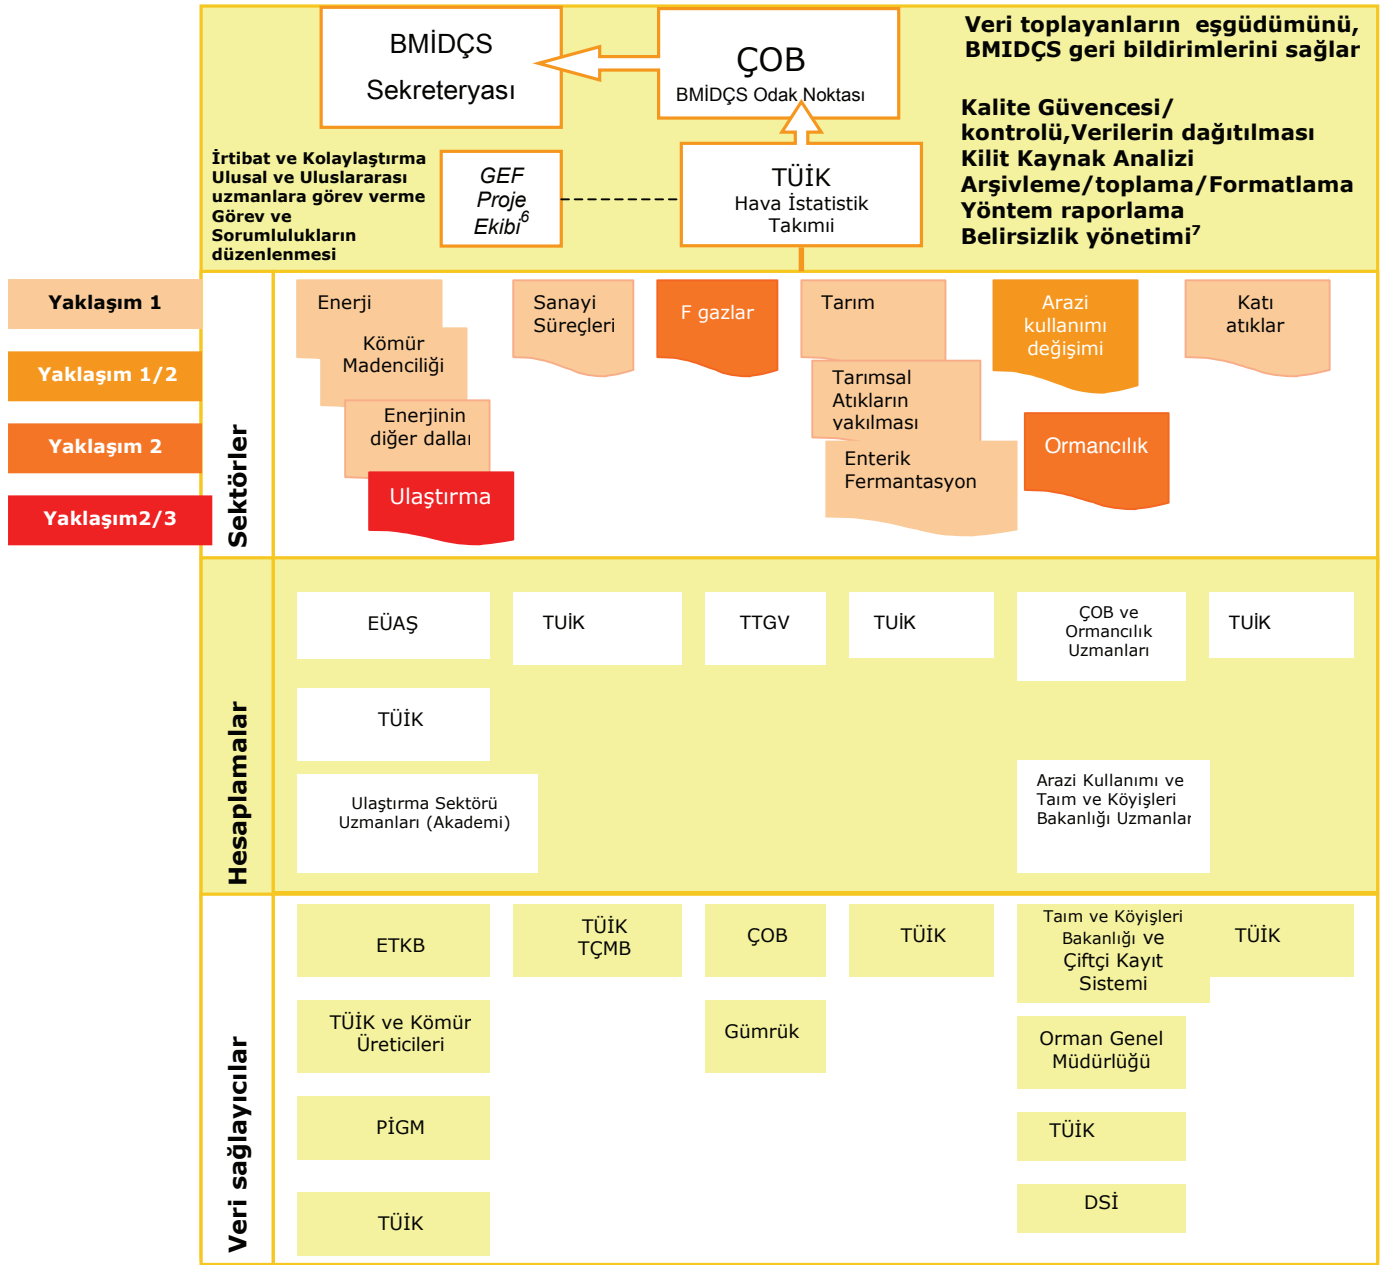 BMİDÇS
Sekreteryası
ÇOB
BMİDÇS Odak Noktası
Veri toplayanların eşgüdümünü,
BMIDÇS geri bildirimlerini sağlar
Kalite Güvencesi/
kontrolü,Verilerin dağıtılması
Kilit Kaynak Analizi
Arşivleme/toplama/Formatlama
Yöntem raporlama
Belirsizlik yönetimi7
İrtibat ve Kolaylaştırma
Ulusal ve Uluslararası
uzmanlara görev verme
Görev ve
Sorumlulukların
düzenlenmesi
GEF
Proje
Ekibi6
TÜİK
Hava İstatistik
Takımıi
Yaklaşım 1
Yaklaşım 1/2
Yaklaşım 2
Yaklaşım2/3
Sektörler
Enerji
Kömür
Madenciliği
Enerjinin
diğer dalları
Ulaştırma
Sanayi
Süreçleri
F gazlar
Tarım
Tarımsal
Atıkların
yakılması
Enterik
Fermantasyon
Arazi
kullanımı
değişimi
Ormancılık
Katı
atıklar
Hesaplamalar
EÜAŞ
TÜİK
Ulaştırma Sektörü
Uzmanları (Akademi)
TUİK
TTGV
TUİK
ÇOB ve
Ormancılık
Uzmanları
Arazi Kullanımı ve
Taım ve Köyişleri
Bakanlığı Uzmanlar
TUİK
Veri sağlayıcılar
ETKB
TÜİK ve Kömür
Üreticileri
PİGM
TÜİK
TÜİK
TÇMB
ÇOB
Gümrük
TÜİK
Taım ve Köyişleri
Bakanlığı ve
Çiftçi Kayıt
Sistemi
Orman Genel
Müdürlüğü
TÜİK
DSİ
TÜİK